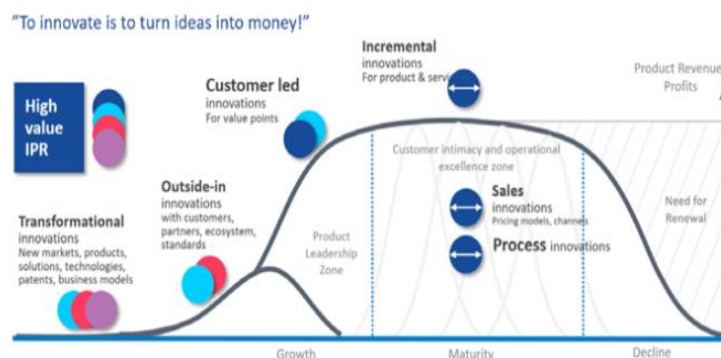 "To innovate is to turn ideas into money!"
High
value
IPR
Transformational
innovations
New markets, products,
solutions, technologies,
patents, business models
Outside-in
innovations
with customers,
partners, ecosystem,
standards
Customer led
innovations
For value points
Incremental
innovations
For product & servi
Product Revenue
Profits
Customer intimacy and operational
excellence zone
Product
Leadership
Zone
Sales
innovations
Pricing models, channels
Process innovations
Need for
Renewal
Growth
Maturity
Decline